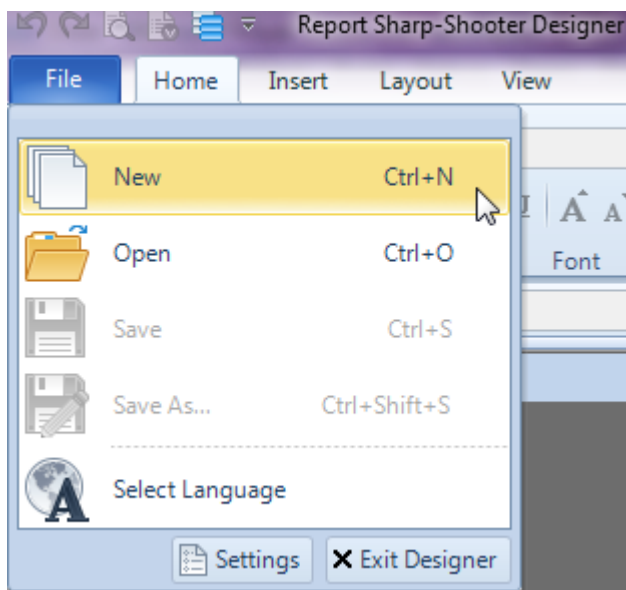 Report Sharp-Shooter Designer
File Home Insert Layout View
New Ctrl+N
Open Ctrl+O
Font
Save Ctrl+S
Save As... Ctrl+Shift+S
Select Language
Settings Exit Designer